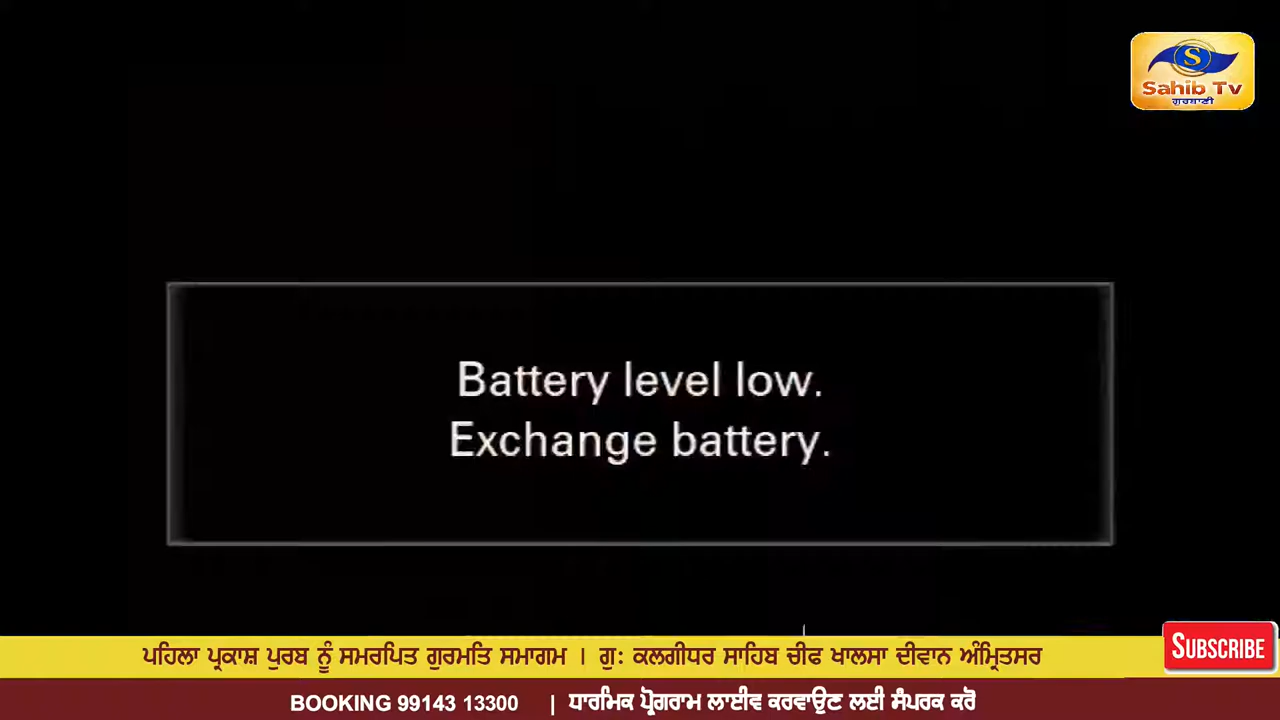 S
Sahib Tv
ਗੁਰਬਾਣੀ
Battery level low.
Exchange battery.
ਪਹਿਲਾ ਪ੍ਰਕਾਸ਼ ਪੁਰਬ ਨੂੰ ਸਮਰਪਿਤ ਗੁਰਮਤਿ ਸਮਾਗਮ । ਗੁ: ਕਲਗੀਧਰ ਸਾਹਿਬ ਚੀਫ ਖਾਲਸਾ ਦੀਵਾਨ ਅੰਮ੍ਰਿਤਸਰ
SUBSCRIBE
BOOKING 99143 13300 | ਧਾਰਮਿਕ ਪ੍ਰੋਗਰਾਮ ਲਾਈਵ ਕਰਵਾਉਣ ਲਈ ਸੰਪਰਕ ਕਰੋ